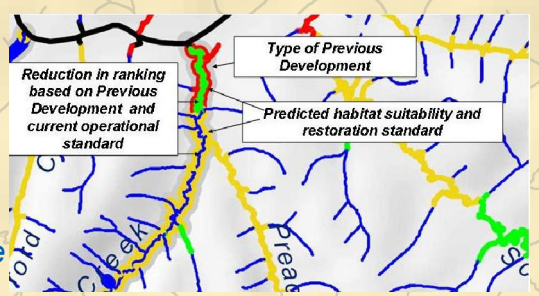 Type of Previous
Development
Reduction in ranking
based on Previous
Development and
current operational
standard
Predicted habitat suitability and
restoration standard
Creek